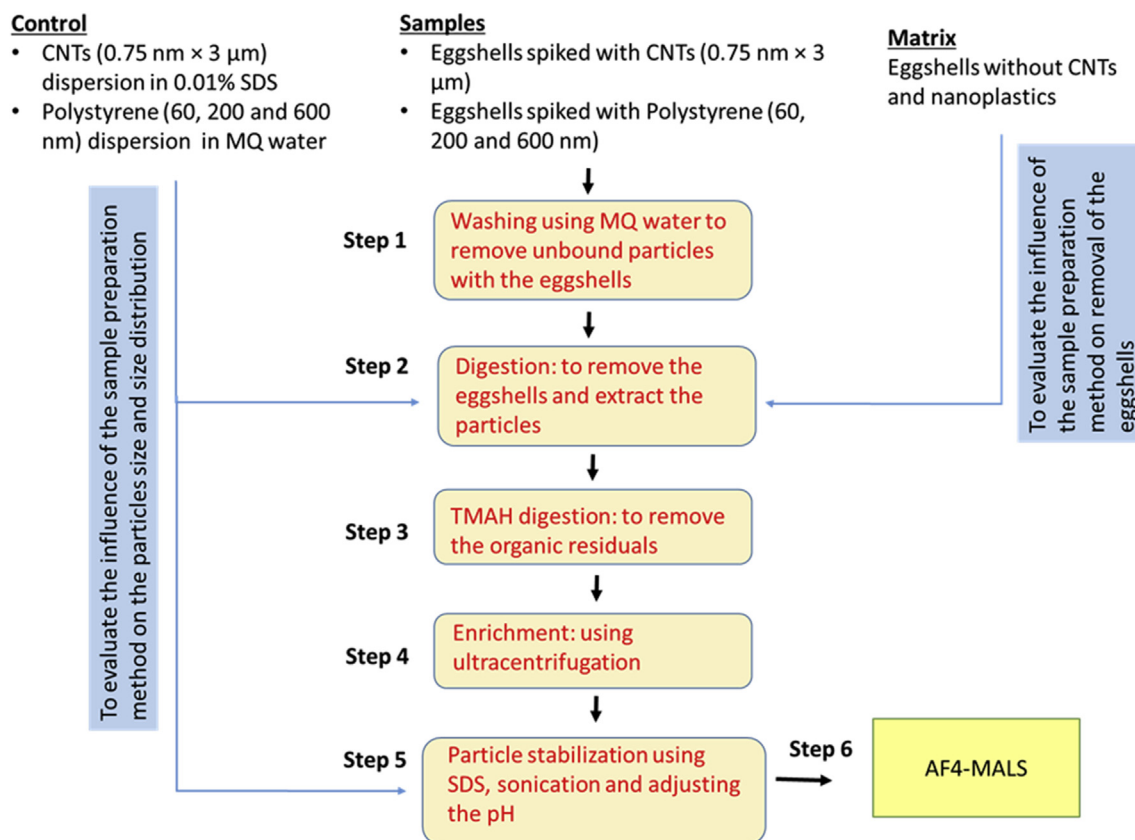 Control
• CNTs (0.75 nm × 3 µm)
dispersion in 0.01% SDS
• Polystyrene (60, 200 and 600
nm) dispersion in MQ water
Samples
• Eggshells spiked with CNTs (0.75 nm × 3
µm)
• Eggshells spiked with Polystyrene (60,
200 and 600 nm)
Matrix
Eggshells without CNTs
and nanoplastics
To evaluate the influence of the sample preparation
method on the particles size and size distribution
To evaluate the influence of
the sample preparation
method on removal of the
eggshells
Step 1
Washing using MQ water to
remove unbound particles
with the eggshells
Step 2
Digestion: to remove the
eggshells and extract the
particles
Step 3
TMAH digestion: to remove
the organic residuals
Step 4
Enrichment: using
ultracentrifugation
Step 5
Particle stabilization using
SDS, sonication and adjusting
the pH
Step 6
AF4-MALS